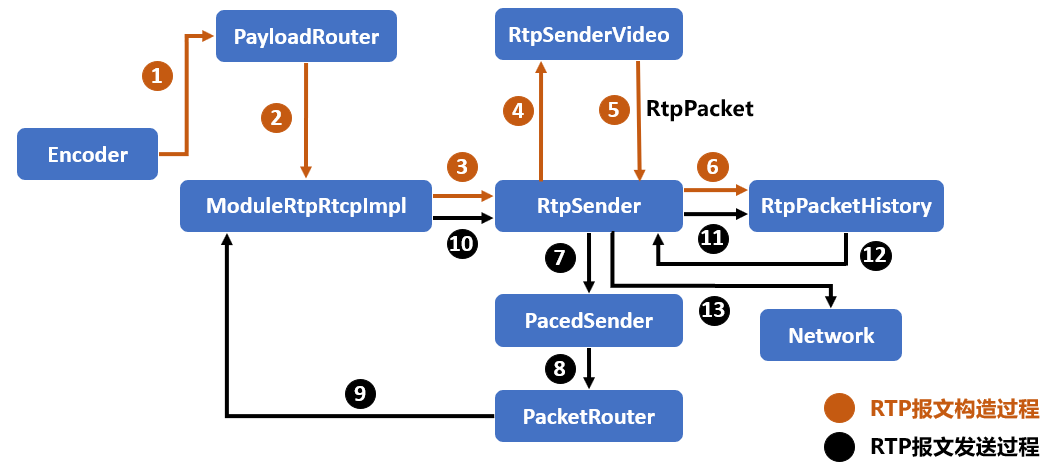 PayloadRouter
RtpSenderVideo
1
2
4
5
RtpPacket
Encoder
3
6
ModuleRtpRtcpImpl
RtpSender
RtpPacketHistory
10
11
7
12
13
PacedSender
Network
8
9
PacketRouter
RTP报文构造过程
RTP报文发送过程